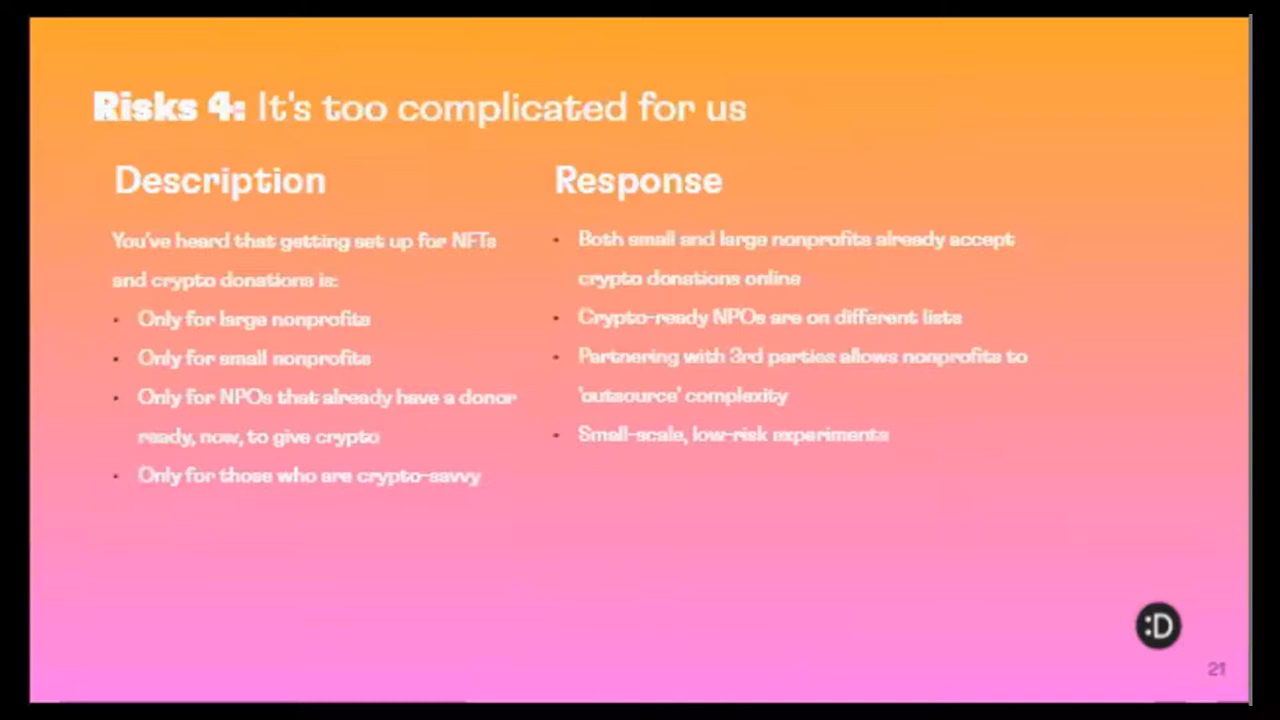 Risks 4: It's too complicated for us
Description
You've heard that getting set up for NFTs
and crypto donations is:
• Only for large nonprofits
• Only for small nonprofits
• Only for NPOs that already have a donor
ready, now, to give crypto
• Only for those who are crypto-savvy
Response
• Both small and large nonprofits already accept
crypto donations online
• Crypto-ready NPOs are on different lists
• Partnering with 3rd parties allows nonprofits to
'outsource' complexity
• Small-scale, low-risk experiments
:D
21